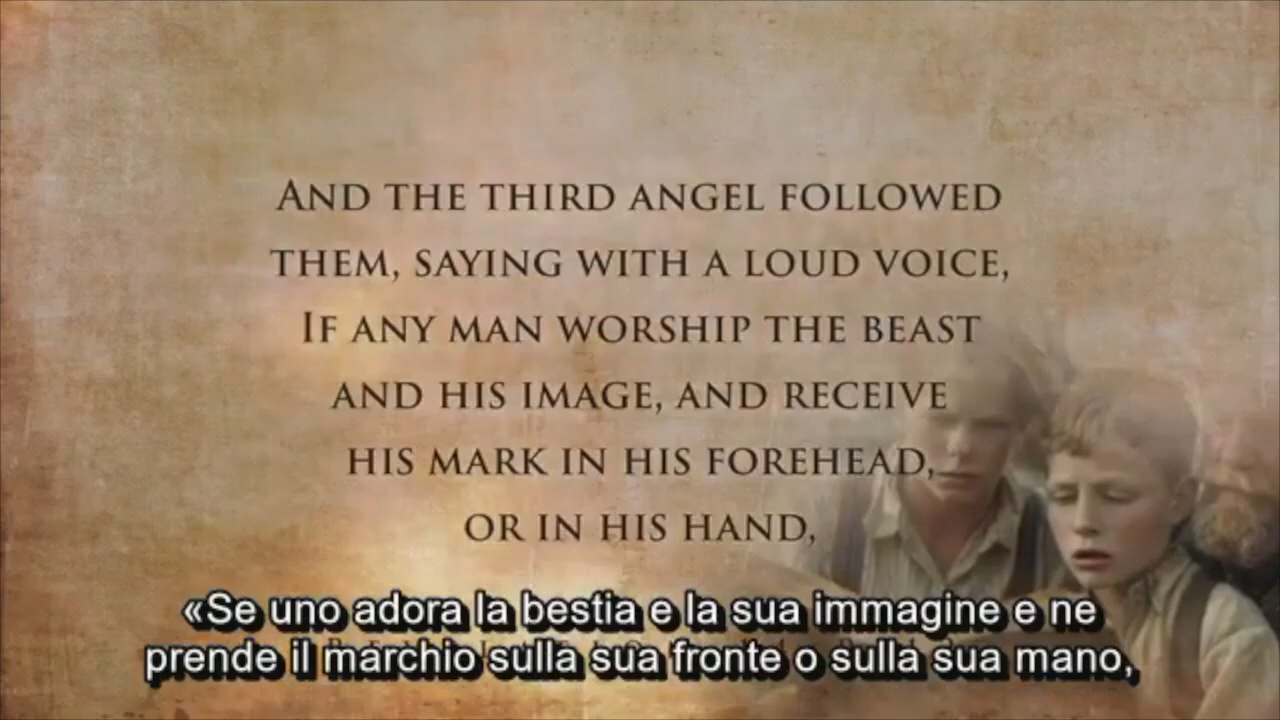 And the third angel followed
them, saying with a loud voice,
If any man worship the beast
and his image, and receive
his mark in his forehead,
or in his hand,
«Se uno adora la bestia e la sua immagine e ne
prende il marchio sulla sua fronte o sulla sua mano,